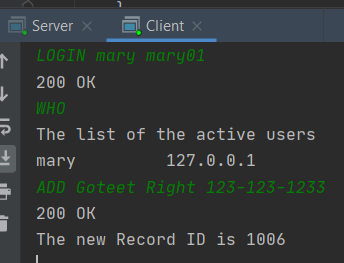 Server Client
LOGIN mary mary01
200 OK
WHO
The list of the active users
mary 127.0.0.1
ADD Goteet Right 123-123-1233
200 OK
The new Record ID is 1006